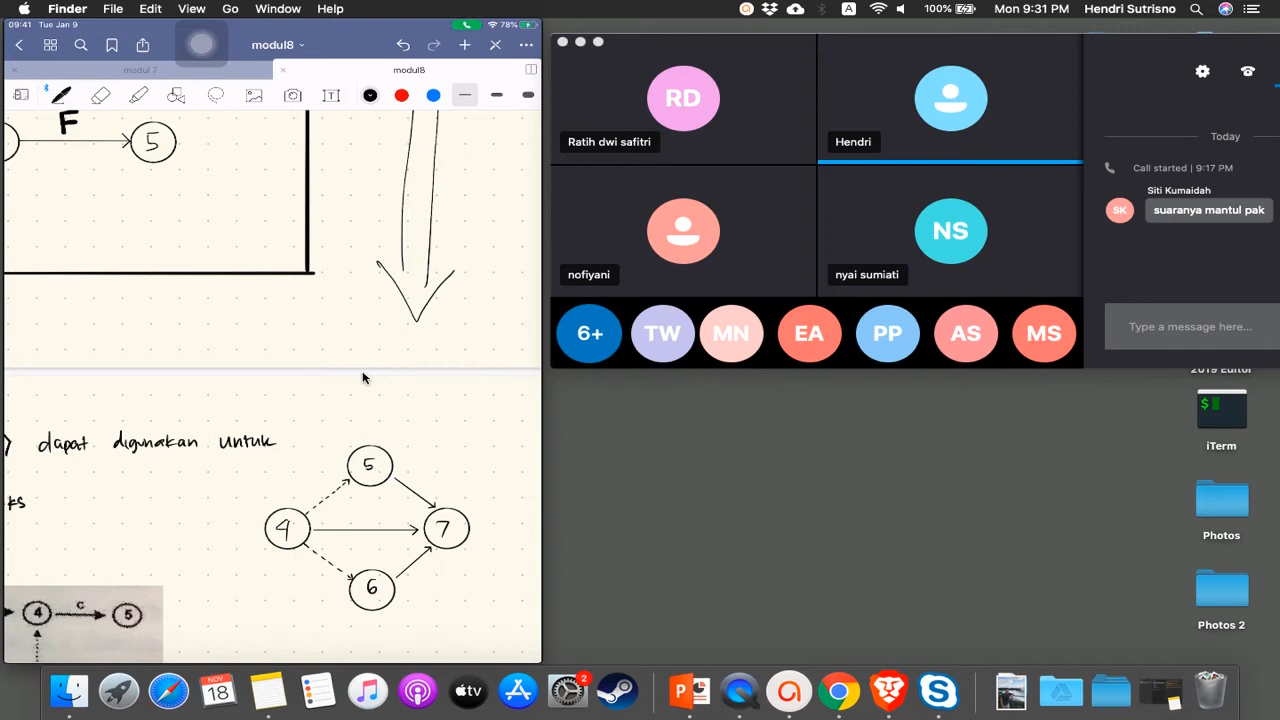 Finder File Edit View Go Window Help
A 100% Mon 9:31 PM Hendri Sutrisno
09:41 Tue Jan 9 78%
modul8
modul 7
modul8
T
F
5
dapat digunakan untuk
ks
5
4
7
6
4 c 5
RD
Ratih dwi safitri
Hendri
nofiyani
NS
nyai sumiati
6+ TW MN EA PP AS MS
Today
Call started | 9:17 PM
Siti Kumaidah
SK suaranya mantul pak
Type a message here...
2019 Editor
$
iTerm
Photos
Photos 2
NOV
18
tv
2
P
S